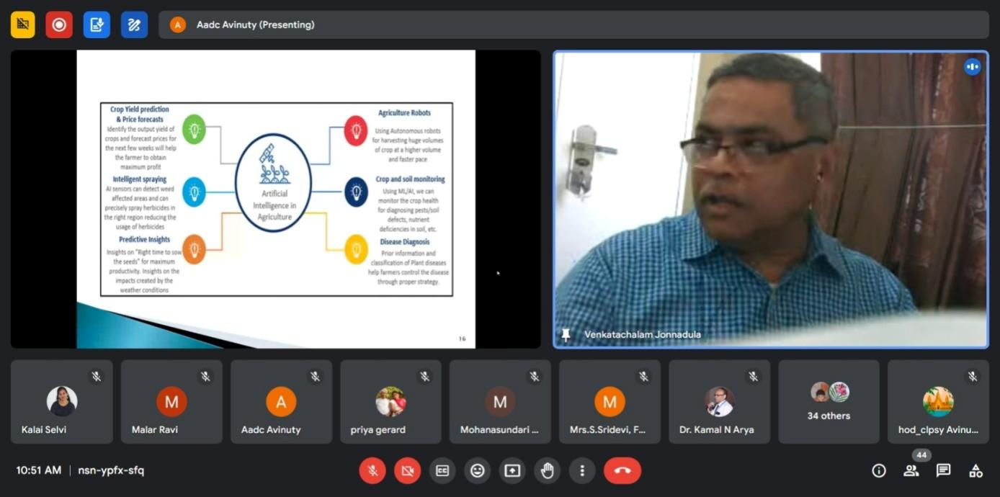 A Aadc Avinuty (Presenting)
Crop Yield prediction
& Price forecasts
Identify the output yield of
crops and forecast prices for
the next few weeks will help
the farmer to obtain
maximum profit
Intelligent spraying
AI sensors can detect weed
affected areas and can
precisely spray herbicides in
the right region reducing the
usage of herbicides
Predictive Insights
Insights on "Right time to sow
the seeds" for maximum
productivity. Insights on the
impacts created by the
weather conditions
Artificial
Intelligence in
Agriculture
Agriculture Robots
Using Autonomous robots
for harvesting huge volumes
of crop at a higher volume
and faster pace
Crop and soil monitoring
Using ML/AI, we can
monitor the crop health
for diagnosing pests/soil
defects, nutrient
deficiencies in soil, etc.
Disease Diagnosis
Prior information and
classification of Plant diseases
help farmers control the disease
through proper strategy.
16
Venkatachalam Jonnadula
Kalai Selvi
M
Malar Ravi
A
Aadc Avinuty
priya gerard
M
Mohanasundari ...
M
Mrs.S.Sridevi, F...
Dr. Kamal N Arya
34 others
hod_clpsy Avinu...
10:51 AM | nsn-ypfx-sfq
CC
44